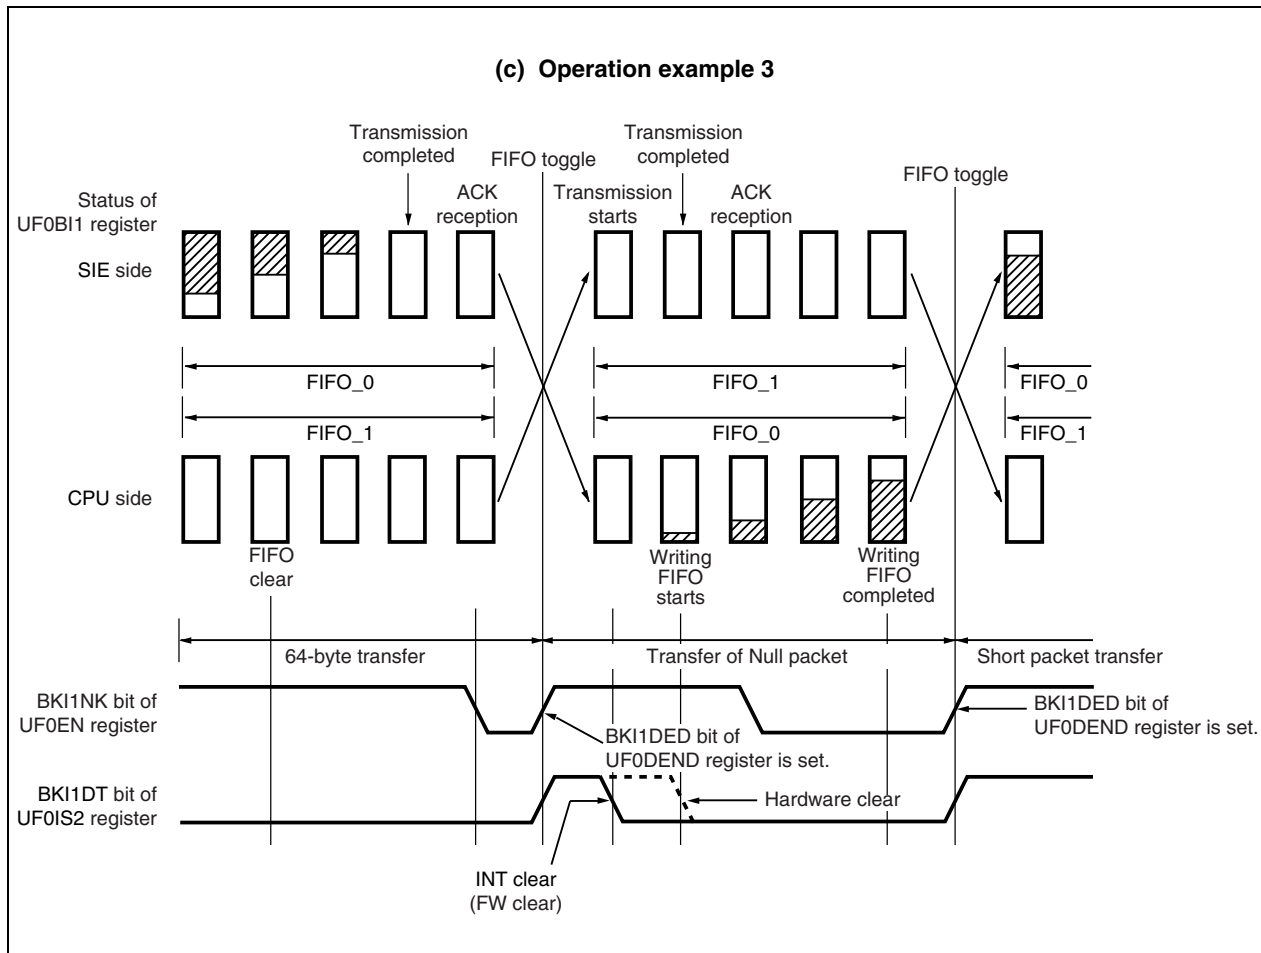 (c) Operation example 3
Transmission
completed
FIFO toggle
Transmission
completed
FIFO toggle
Status of
UF0BI1 register
ACK
reception
Transmission
starts
ACK
reception
SIE side
FIFO_0
FIFO_1
FIFO_0
FIFO_1
FIFO_0
FIFO_1
CPU side
FIFO
clear
Writing
FIFO
starts
Writing
FIFO
completed
64-byte transfer
Transfer of Null packet
Short packet transfer
BKI1NK bit of
UF0EN register
BKI1DED bit of
UF0DEND register is set.
BKI1DED bit of
UF0DEND register is set.
BKI1DT bit of
UF0IS2 register
Hardware clear
INT clear
(FW clear)